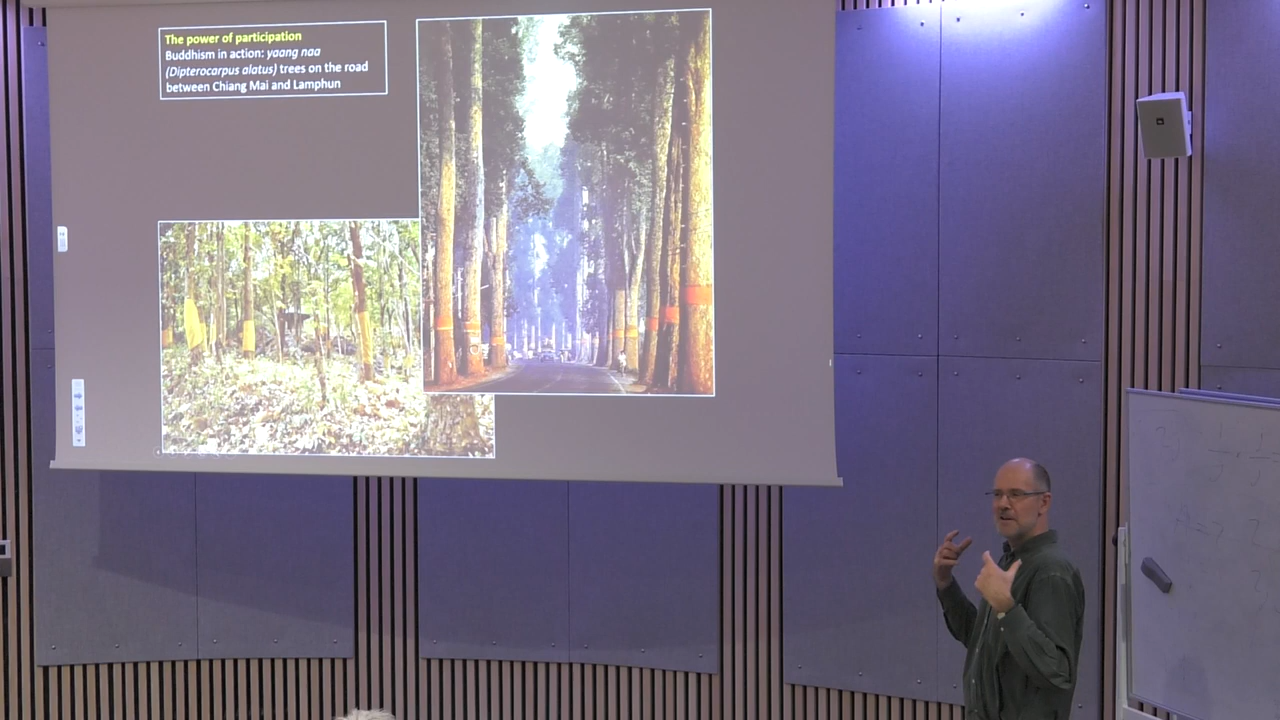 The power of participation
Buddhism in action: yaang naa
(Dipterocarpus alatus) trees on the road
between Chiang Mai and Lamphun